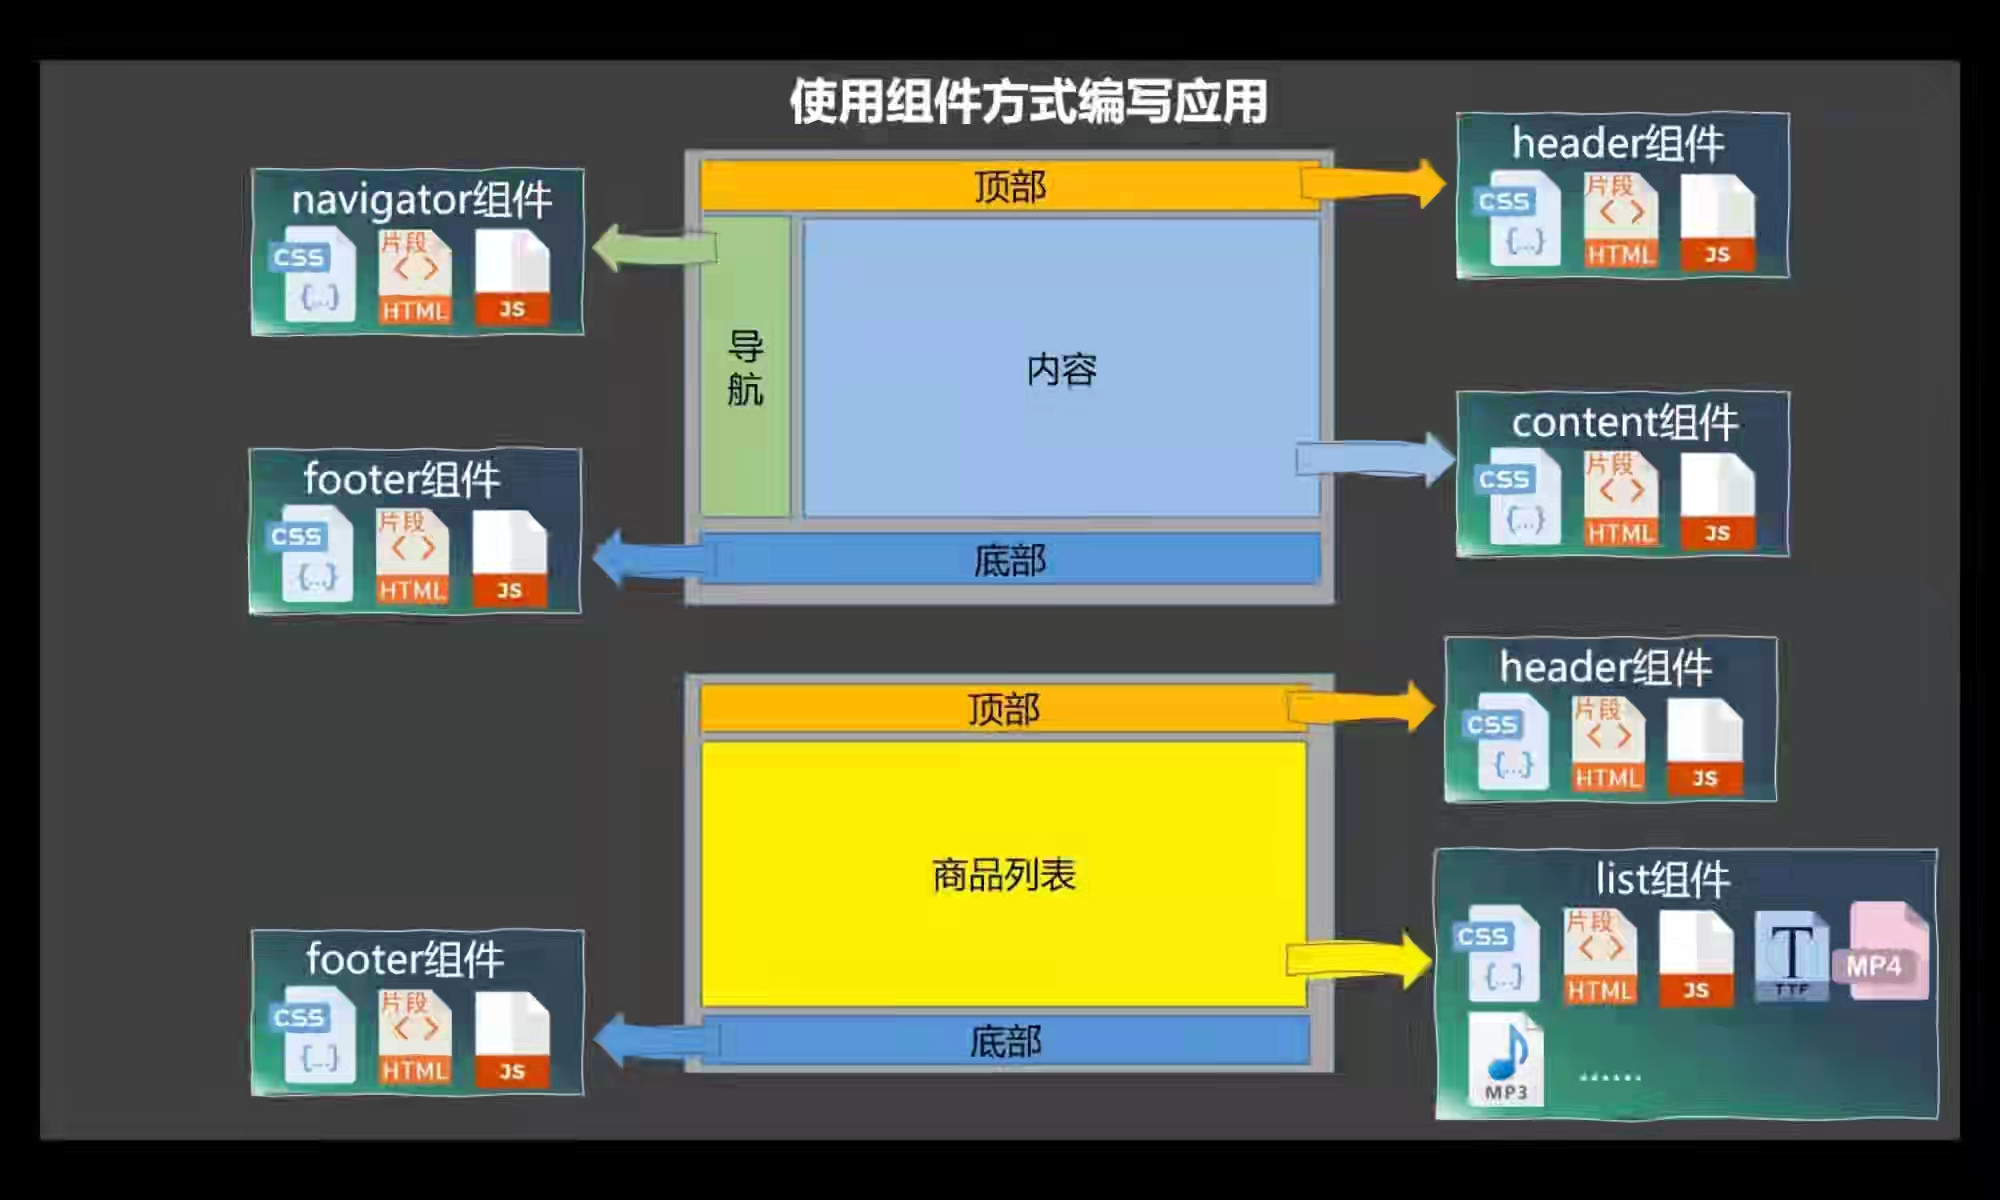 使用组件方式编写应用
navigator组件
CSS
{...}
片段
< >
HTML
JS
顶部
导航
内容
底部
header组件
CSS
{...}
片段
< >
HTML
JS
footer组件
CSS
{...}
片段
< >
HTML
JS
content组件
CSS
{...}
片段
< >
HTML
JS
顶部
商品列表
底部
header组件
CSS
{...}
片段
< >
HTML
JS
footer组件
CSS
{...}
片段
< >
HTML
JS
list组件
CSS
{...}
片段
< >
HTML
JS
T
TTF
MP4
MP3
......